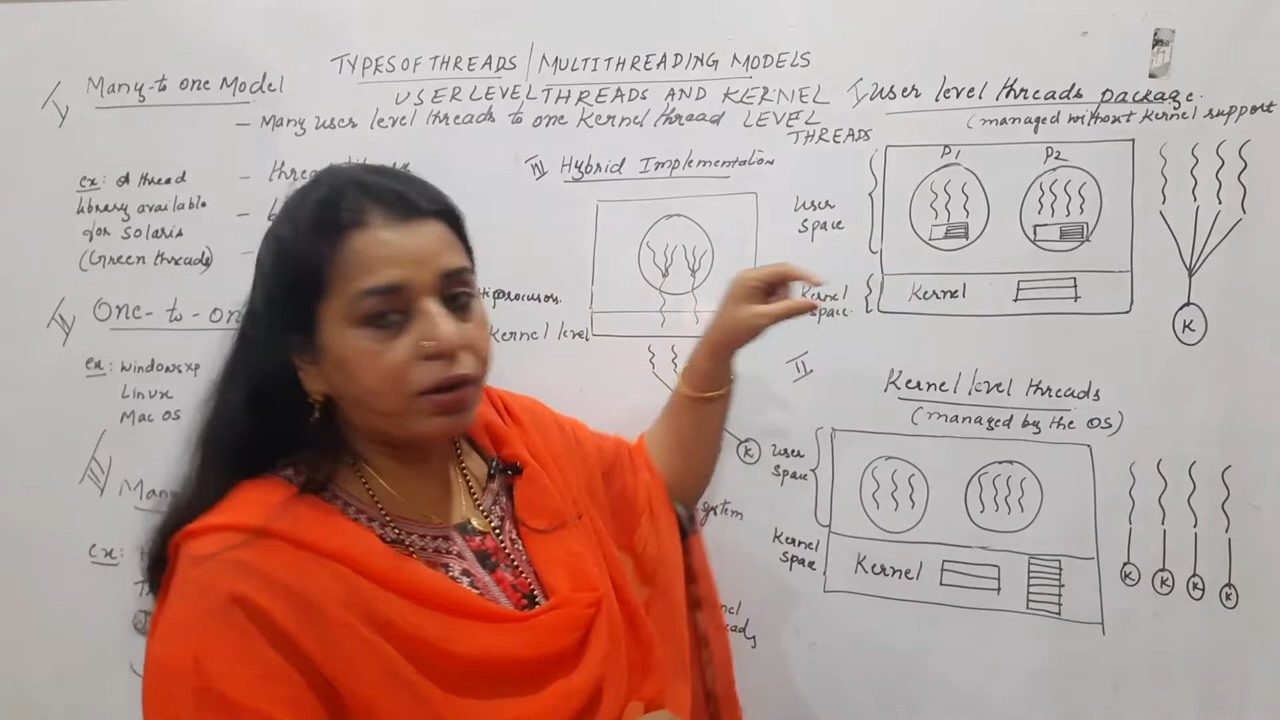 TYPES OF THREADS / MULTITHREADING MODELS
USER LEVEL THREADS AND KERNEL
LEVEL
THREADS
I) Many-to one Model
- Many user level threads to one Kernel thread
ex: A thread
library available
for Solaris
(Green threads)
II) One-to-on
ex: Windows xp
Linux
Mac OS
III
Man
ex:
III) Hybrid Implementation
Kernel level
K
system
I) User level threads package.
(managed without Kernel support
User
space
P1
P2
Kernel
space.
Kernel
K
II
Kernel level threads
(managed by the OS)
User
space
Kernel
space
Kernel
K K K K